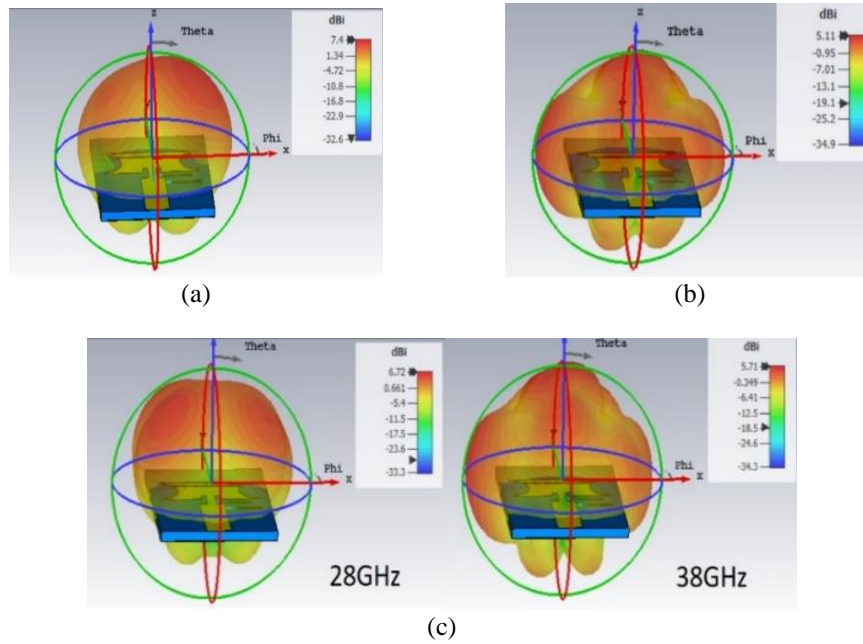 dBi
7.4
1.34
-4.72
-10.8
-16.8
-22.9
-32.6
z
Theta
Phi
x
(a)
dBi
5.11
-0.95
-7.01
-13.1
-19.1
-25.2
-34.9
z
Theta
Phi
x
(b)
dBi
6.72
0.661
-5.4
-11.5
-17.5
-23.6
-33.3
z
Theta
Phi
x
28GHz
dBi
5.71
-0.349
-6.41
-12.5
-18.5
-24.6
-34.3
Theta
Phi
x
38GHz
(c)